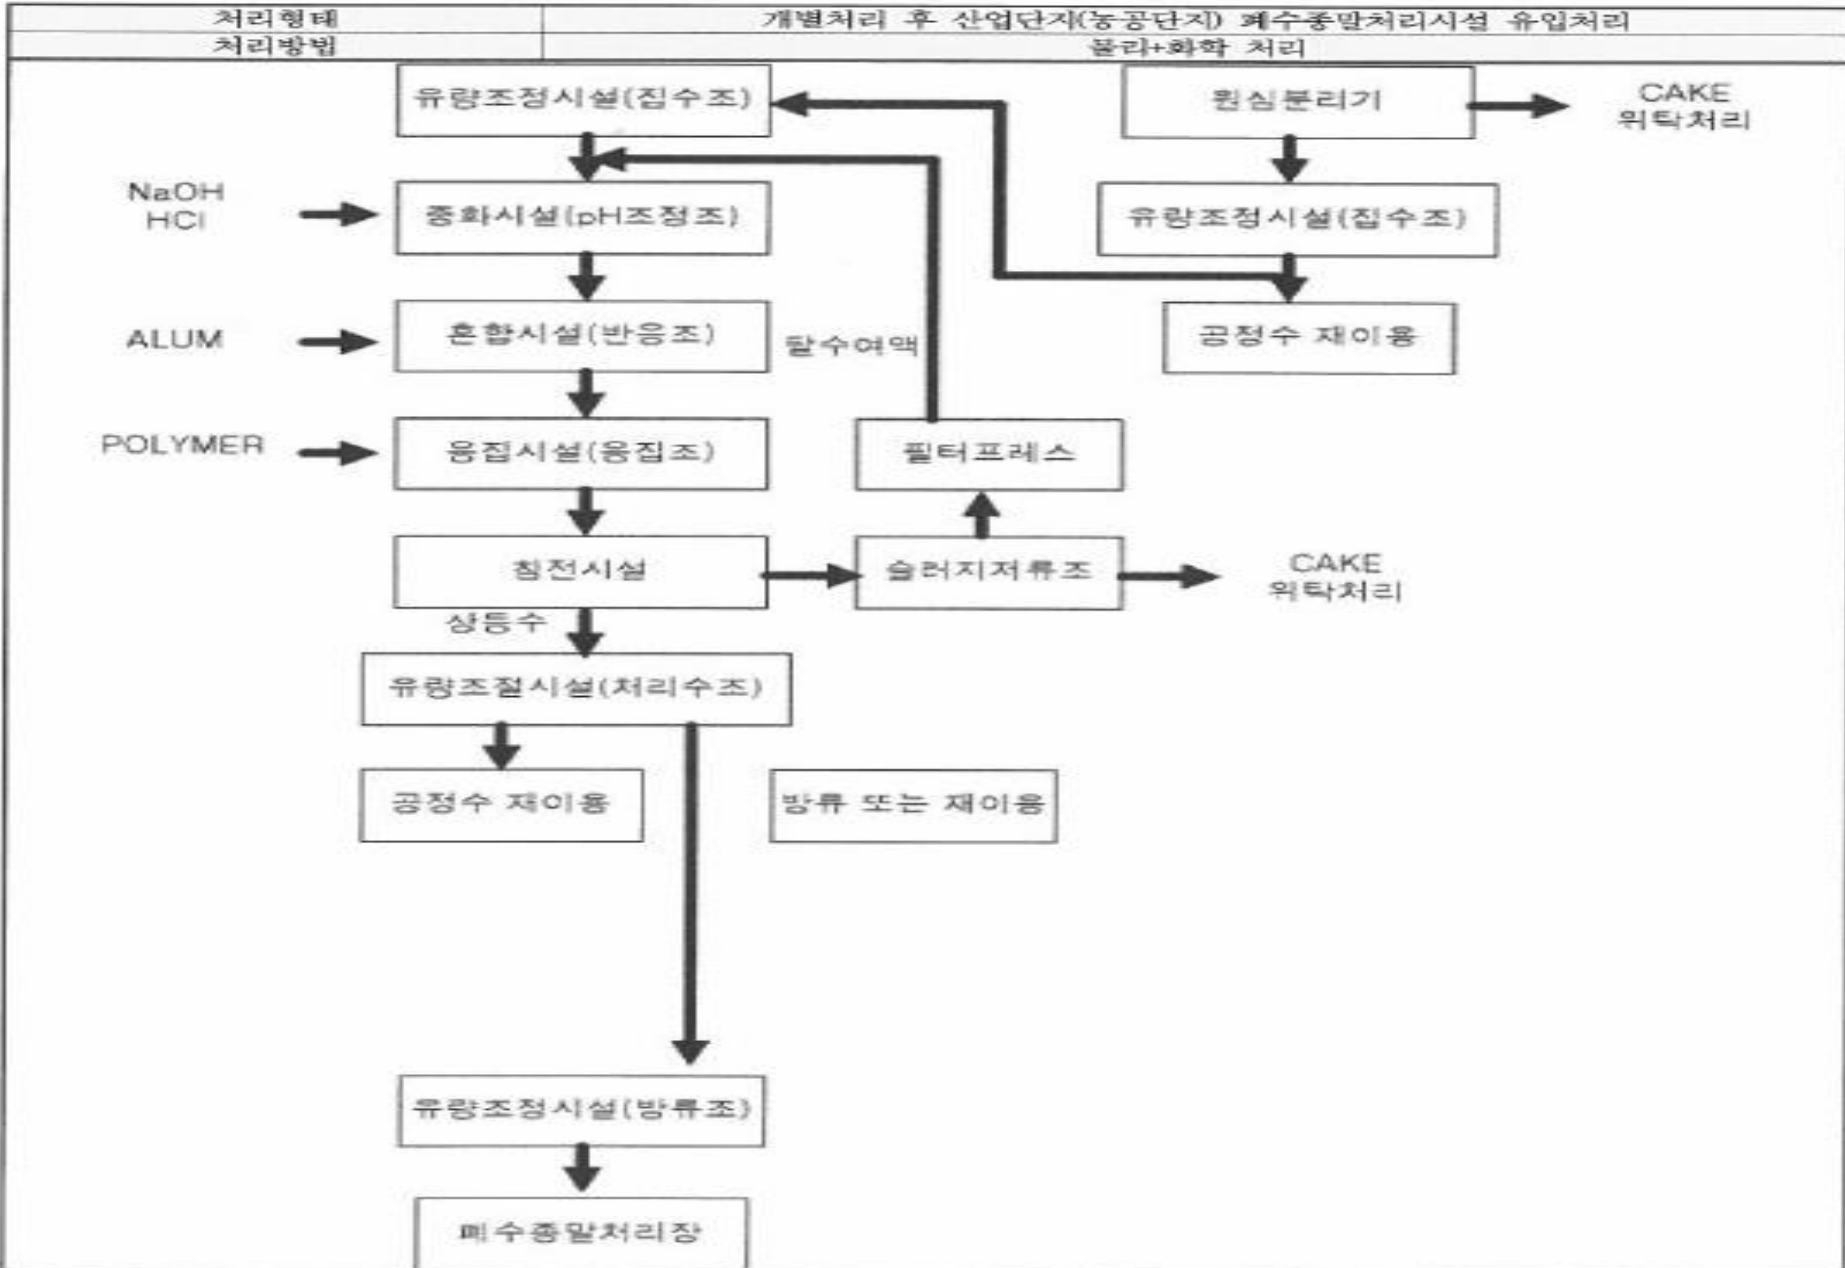 처리형태
개별처리 후 산업단지(농공단지) 폐수종말처리시설 유입처리
처리방법
물리+화학 처리
유량조정시설(집수조)
원심분리기
CAKE
위탁처리
NaOH
HCl
중화시설(pH조정조)
유량조정시설(집수조)
ALUM
혼합시설(반응조)
탈수여액
공정수 재이용
POLYMER
응집시설(응집조)
필터프레스
침전시설
슬러지저류조
CAKE
위탁처리
상등수
유량조절시설(처리수조)
공정수 재이용
방류 또는 재이용
유량조정시설(방류조)
폐수종말처리장